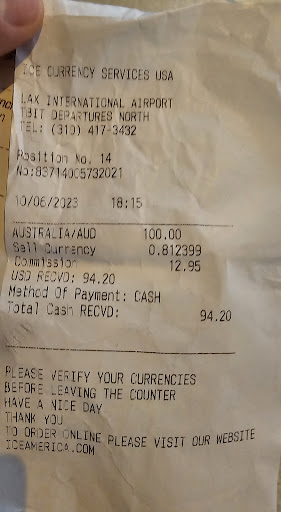 ICE CURRENCY SERVICES USA
LAX INTERNATIONAL AIRPORT
TBIT DEPARTURES NORTH
TEL: (310) 417-3432
Position No. 14
No:83714005732021
10/06/2023 18:15
AUSTRALIA/AUD 100.00
Sell Currency 0.812399
Commission 12.95
USD RECVD: 94.20
Method Of Payment: CASH
Total Cash RECVD: 94.20
PLEASE VERIFY YOUR CURRENCIES
BEFORE LEAVING THE COUNTER
HAVE A NICE DAY
THANK YOU
TO ORDER ONLINE PLEASE VISIT OUR WEBSITE
ICEAMERICA.COM